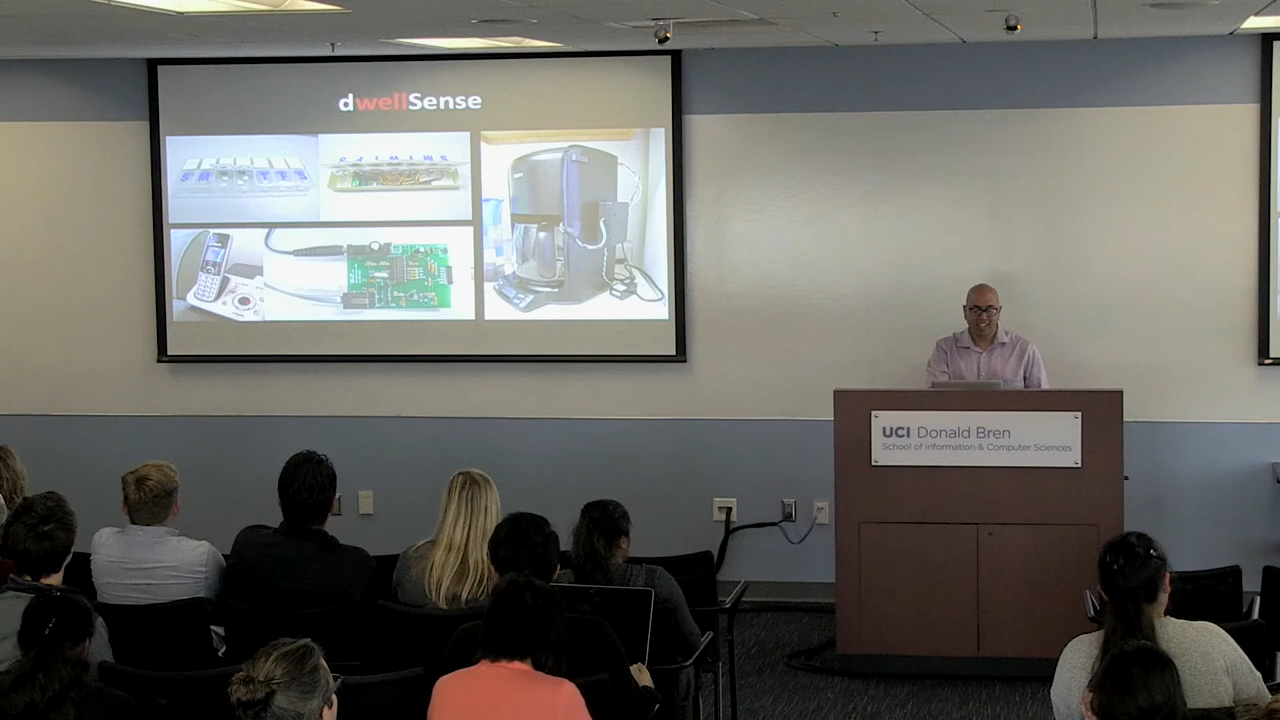 dwellSense
UCI Donald Bren
School of Information & Computer Sciences